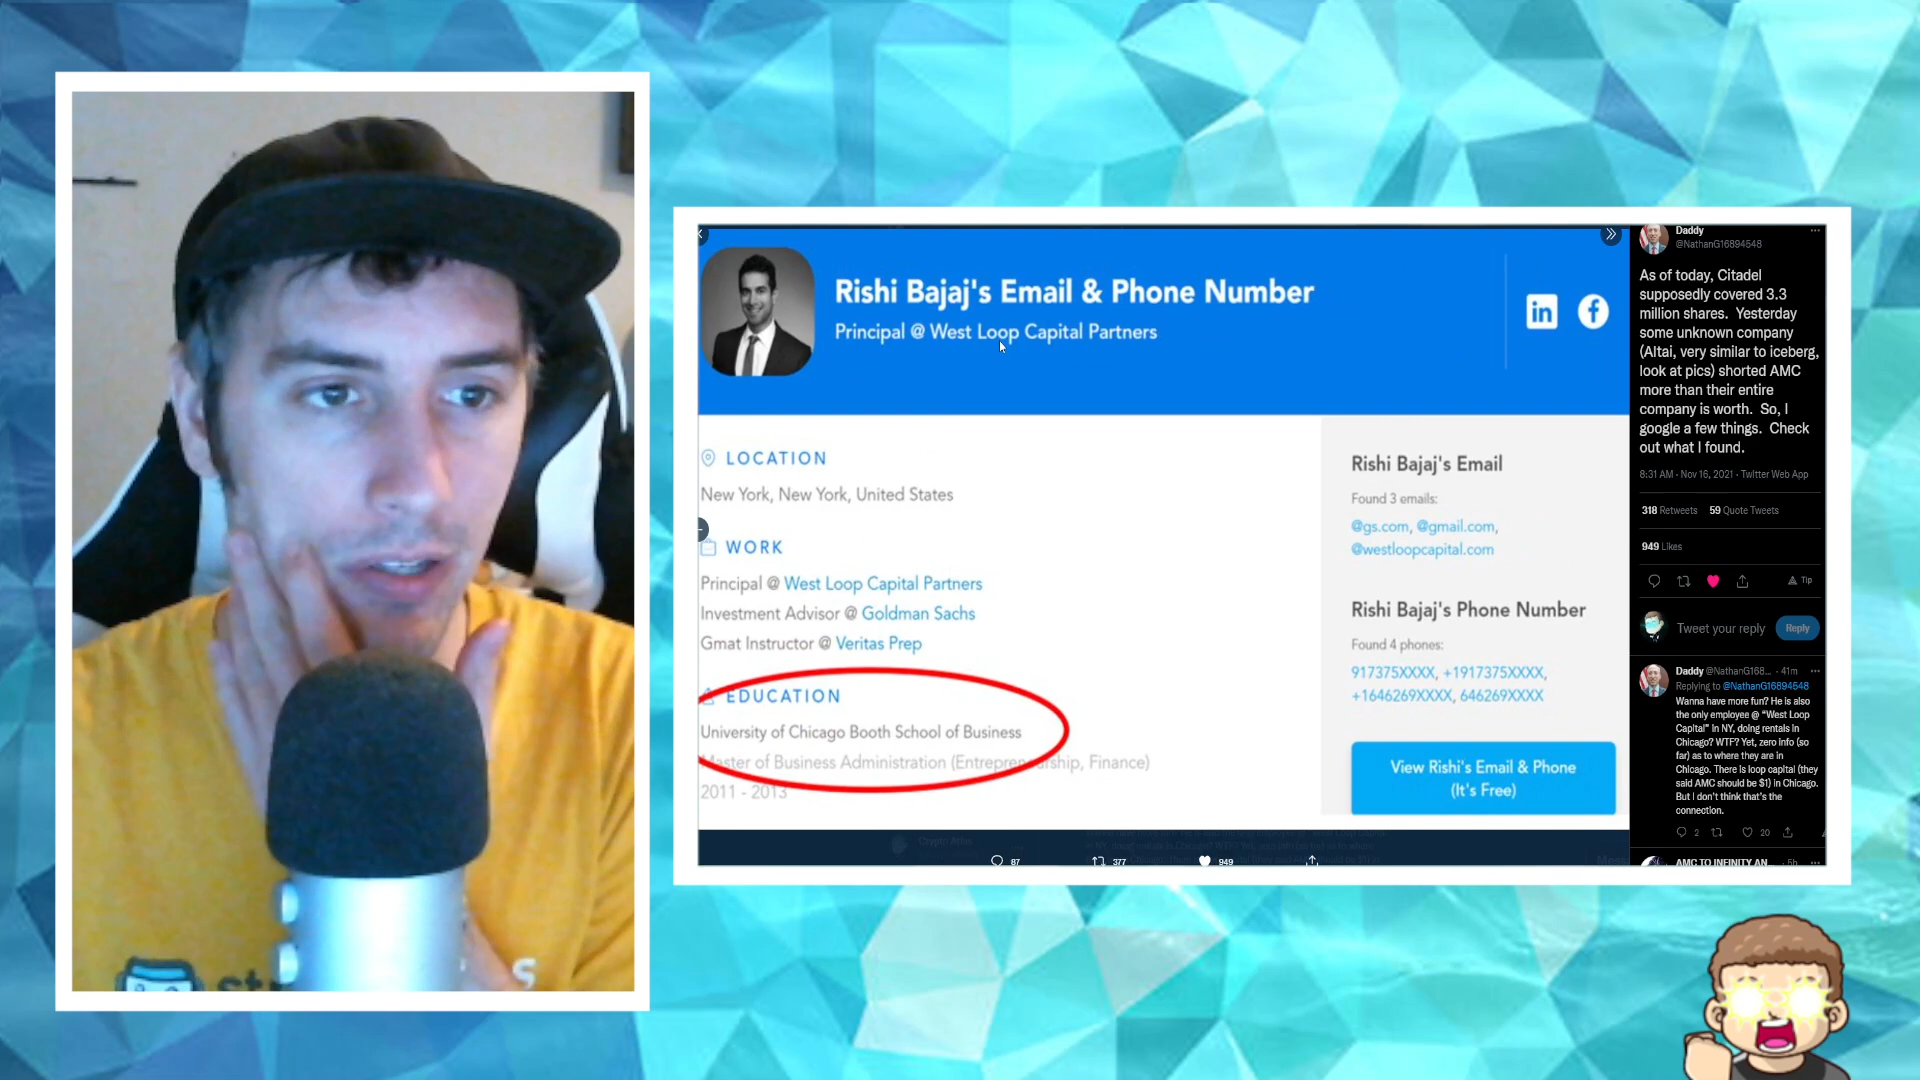 Rishi Bajaj's Email & Phone Number
Principal @ West Loop Capital Partners
in f
LOCATION
New York, New York, United States
WORK
Principal @ West Loop Capital Partners
Investment Advisor @ Goldman Sachs
Gmat Instructor @ Veritas Prep
EDUCATION
University of Chicago Booth School of Business
Master of Business Administration (Entrepreneurship, Finance)
2011 - 2013
Rishi Bajaj's Email
Found 3 emails:
@gs.com, @gmail.com,
@westloopcapital.com
Rishi Bajaj's Phone Number
Found 4 phones:
917375XXXX, +1917375XXXX,
+1646269XXXX, 646269XXXX
View Rishi's Email & Phone
(It's Free)
87 377 949
Daddy
@NathanG16894548
As of today, Citadel
supposedly covered 3.3
million shares. Yesterday
some unknown company
(Altai, very similar to iceberg,
look at pics) shorted AMC
more than their entire
company is worth. So, I
google a few things. Check
out what I found.
8:31 AM · Nov 16, 2021 · Twitter Web App
318 Retweets 59 Quote Tweets
949 Likes
Tip
Tweet your reply Reply
Daddy @NathanG168... · 41m
Replying to @NathanG16894548
Wanna have more fun? He is also
the only employee @ "West Loop
Capital" in NY, doing rentals in
Chicago? WTF? Yet, zero info (so
far) as to where they are in
Chicago. There is loop capital (they
said AMC should be $1) in Chicago.
But I don't think that's the
connection.
2 20
AMC TO INFINITY AN... · 5h